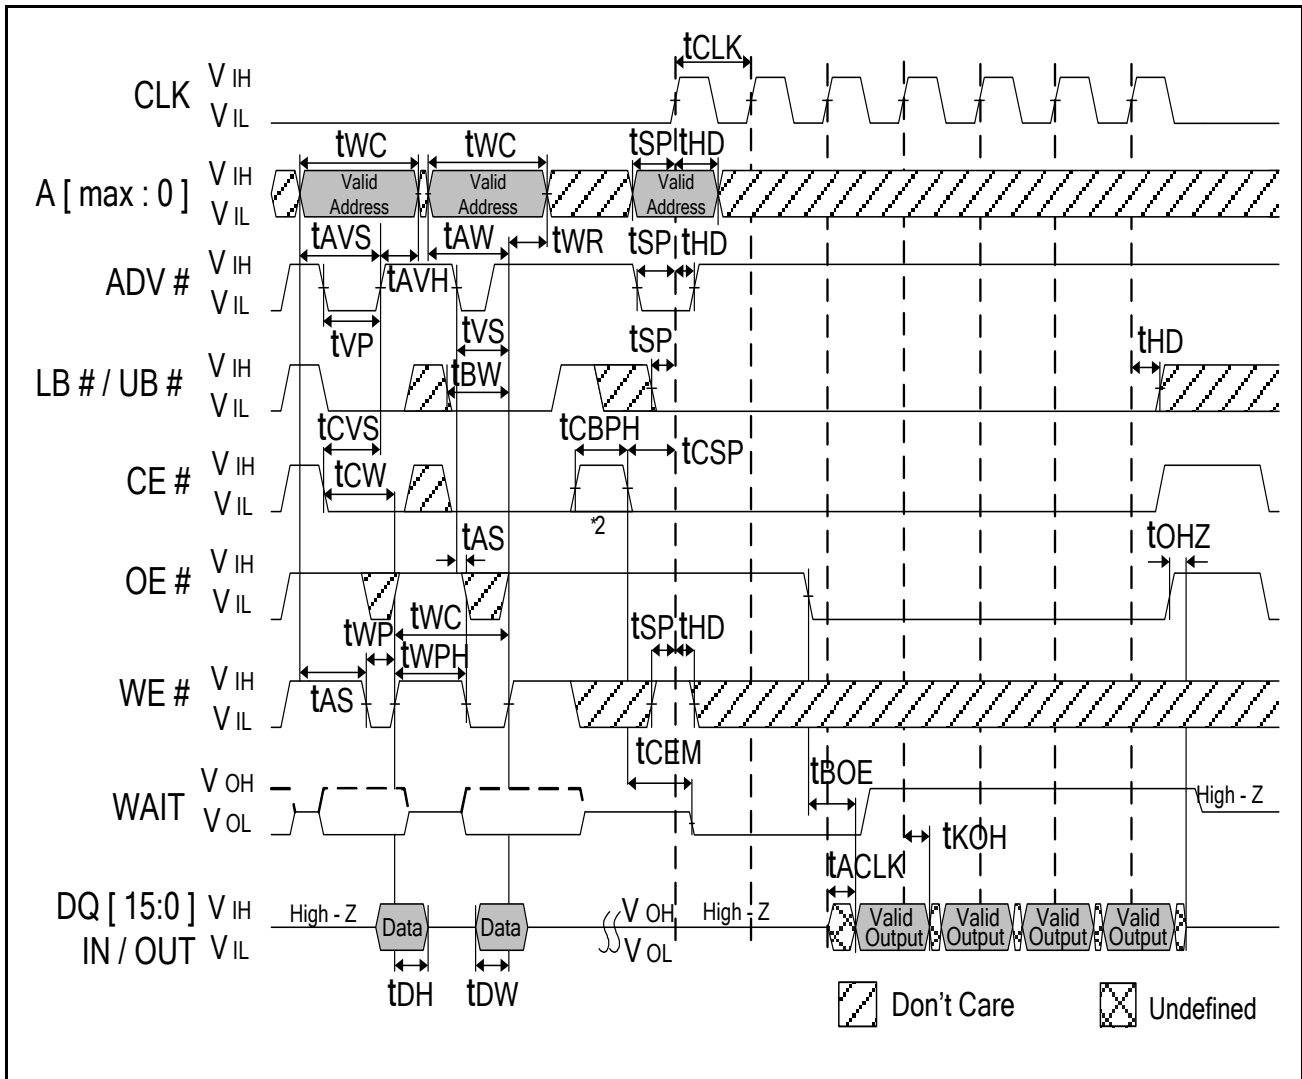 tCLK
CLK V IH
V IL
tWC tWC tSP tHD
A [ max : 0 ] V IH Valid Address Valid Address Valid Address
V IL
tAVS tAW tWR tSP tHD
ADV # V IH
V IL
tAVH
tVP tVS tSP tHD
LB # / UB # V IH
V IL
tBW
tCVS tCBPH tCSP
CE # V IH
V IL
tCW
*2
tAS tOHZ
OE # V IH
V IL
tWP tWC tSP tHD
tWPH
WE # V IH
V IL
tAS
tCEM tBOE
WAIT V OH
V OL
High - Z
tKOH
tACLK
DQ [ 15:0 ] V IH High - Z Data Data V OH High - Z Valid Output Valid Output Valid Output Valid Output
IN / OUT V IL V OL
tDH tDW
Don't Care Undefined